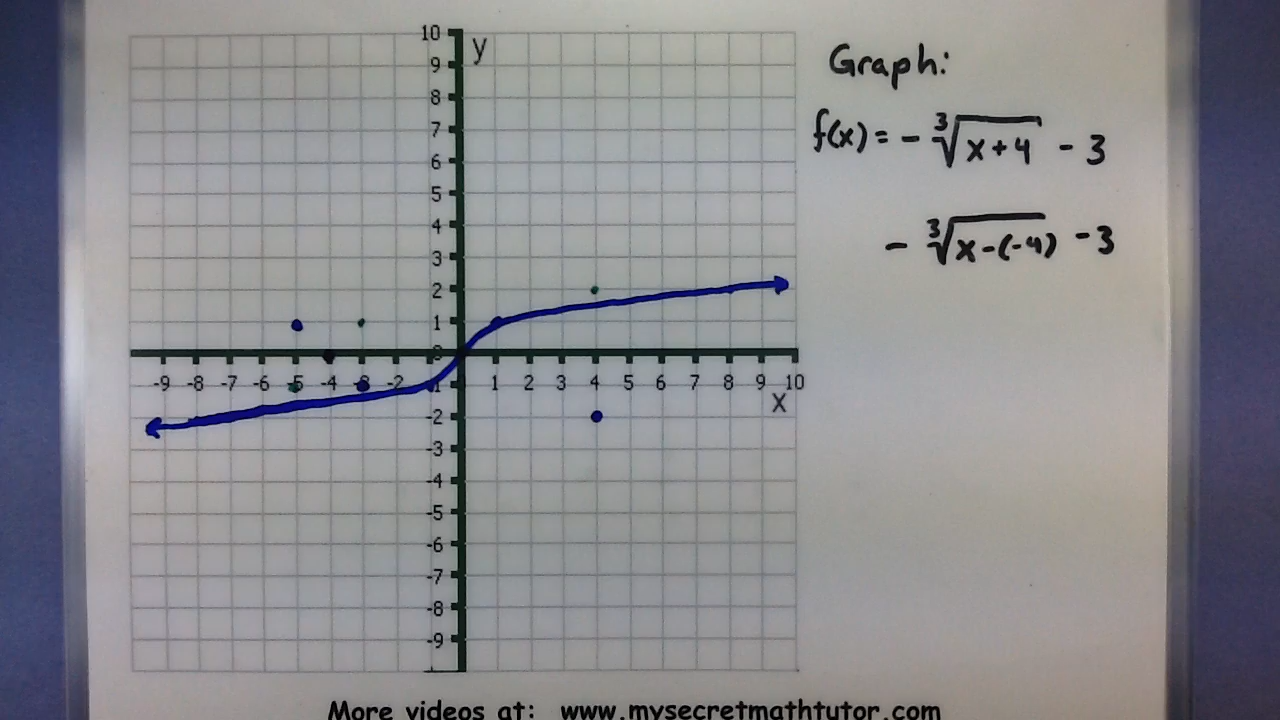 Graph:
f(x) = - ∛(x+4) - 3
- ∛(x-(-4)) - 3
y
10
9
8
7
6
5
4
3
2
1
0
-9 -8 -7 -6 -5 -4 -3 -2 -1 1 2 3 4 5 6 7 8 9 10
x
-2
-3
-4
-5
-6
-7
-8
-9
More videos at: www.mysecretmathtutor.com